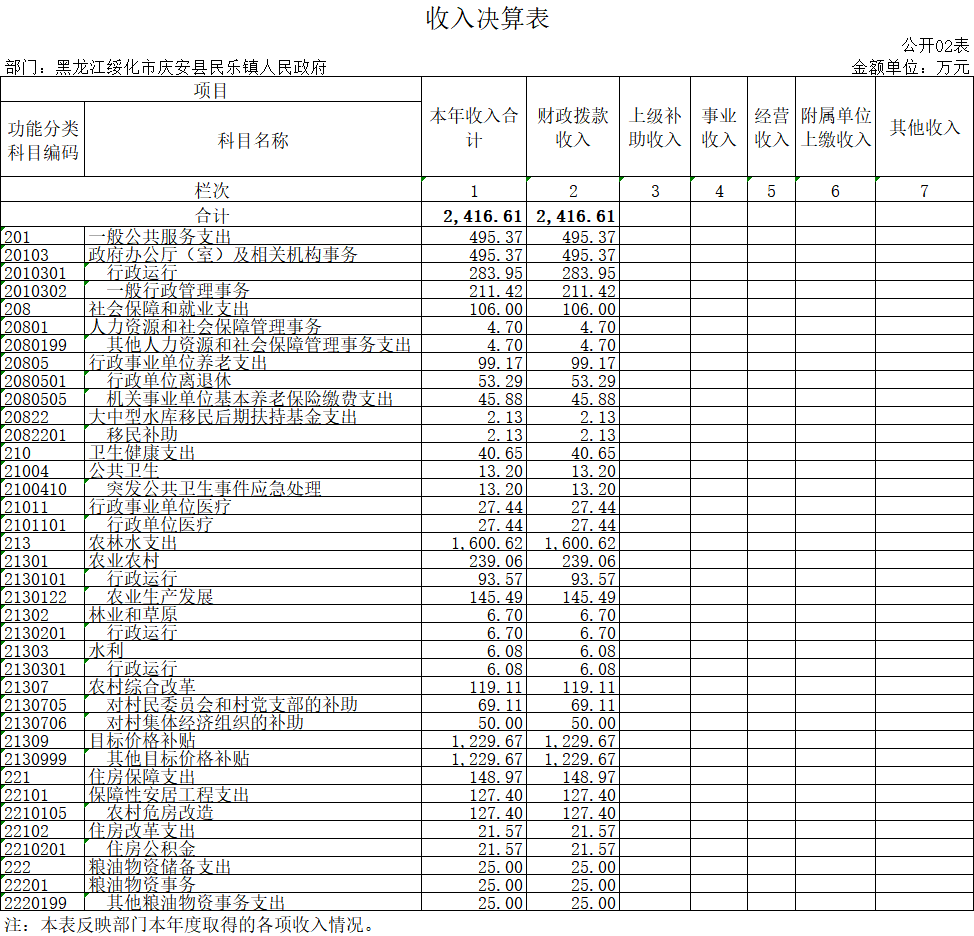 收入决算表
公开02表
部门：黑龙江绥化市庆安县民乐镇人民政府 金额单位：万元
项目 本年收入合计 财政拨款收入 上级补助收入 事业收入 经营收入 附属单位上缴收入 其他收入
功能分类科目编码 科目名称
栏次 1 2 3 4 5 6 7
合计 2,416.61 2,416.61
201 一般公共服务支出 495.37 495.37
20103 政府办公厅（室）及相关机构事务 495.37 495.37
2010301 行政运行 283.95 283.95
2010302 一般行政管理事务 211.42 211.42
208 社会保障和就业支出 106.00 106.00
20801 人力资源和社会保障管理事务 4.70 4.70
2080199 其他人力资源和社会保障管理事务支出 4.70 4.70
20805 行政事业单位养老支出 99.17 99.17
2080501 行政单位离退休 53.29 53.29
2080505 机关事业单位基本养老保险缴费支出 45.88 45.88
20822 大中型水库移民后期扶持基金支出 2.13 2.13
2082201 移民补助 2.13 2.13
210 卫生健康支出 40.65 40.65
21004 公共卫生 13.20 13.20
2100410 突发公共卫生事件应急处理 13.20 13.20
21011 行政事业单位医疗 27.44 27.44
2101101 行政单位医疗 27.44 27.44
213 农林水支出 1,600.62 1,600.62
21301 农业农村 239.06 239.06
2130101 行政运行 93.57 93.57
2130122 农业生产发展 145.49 145.49
21302 林业和草原 6.70 6.70
2130201 行政运行 6.70 6.70
21303 水利 6.08 6.08
2130301 行政运行 6.08 6.08
21307 农村综合改革 119.11 119.11
2130705 对村民委员会和村党支部的补助 69.11 69.11
2130706 对村集体经济组织的补助 50.00 50.00
21309 目标价格补贴 1,229.67 1,229.67
2130999 其他目标价格补贴 1,229.67 1,229.67
221 住房保障支出 148.97 148.97
22101 保障性安居工程支出 127.40 127.40
2210105 农村危房改造 127.40 127.40
22102 住房改革支出 21.57 21.57
2210201 住房公积金 21.57 21.57
222 粮油物资储备支出 25.00 25.00
22201 粮油物资事务 25.00 25.00
2220199 其他粮油物资事务支出 25.00 25.00
注：本表反映部门本年度取得的各项收入情况。